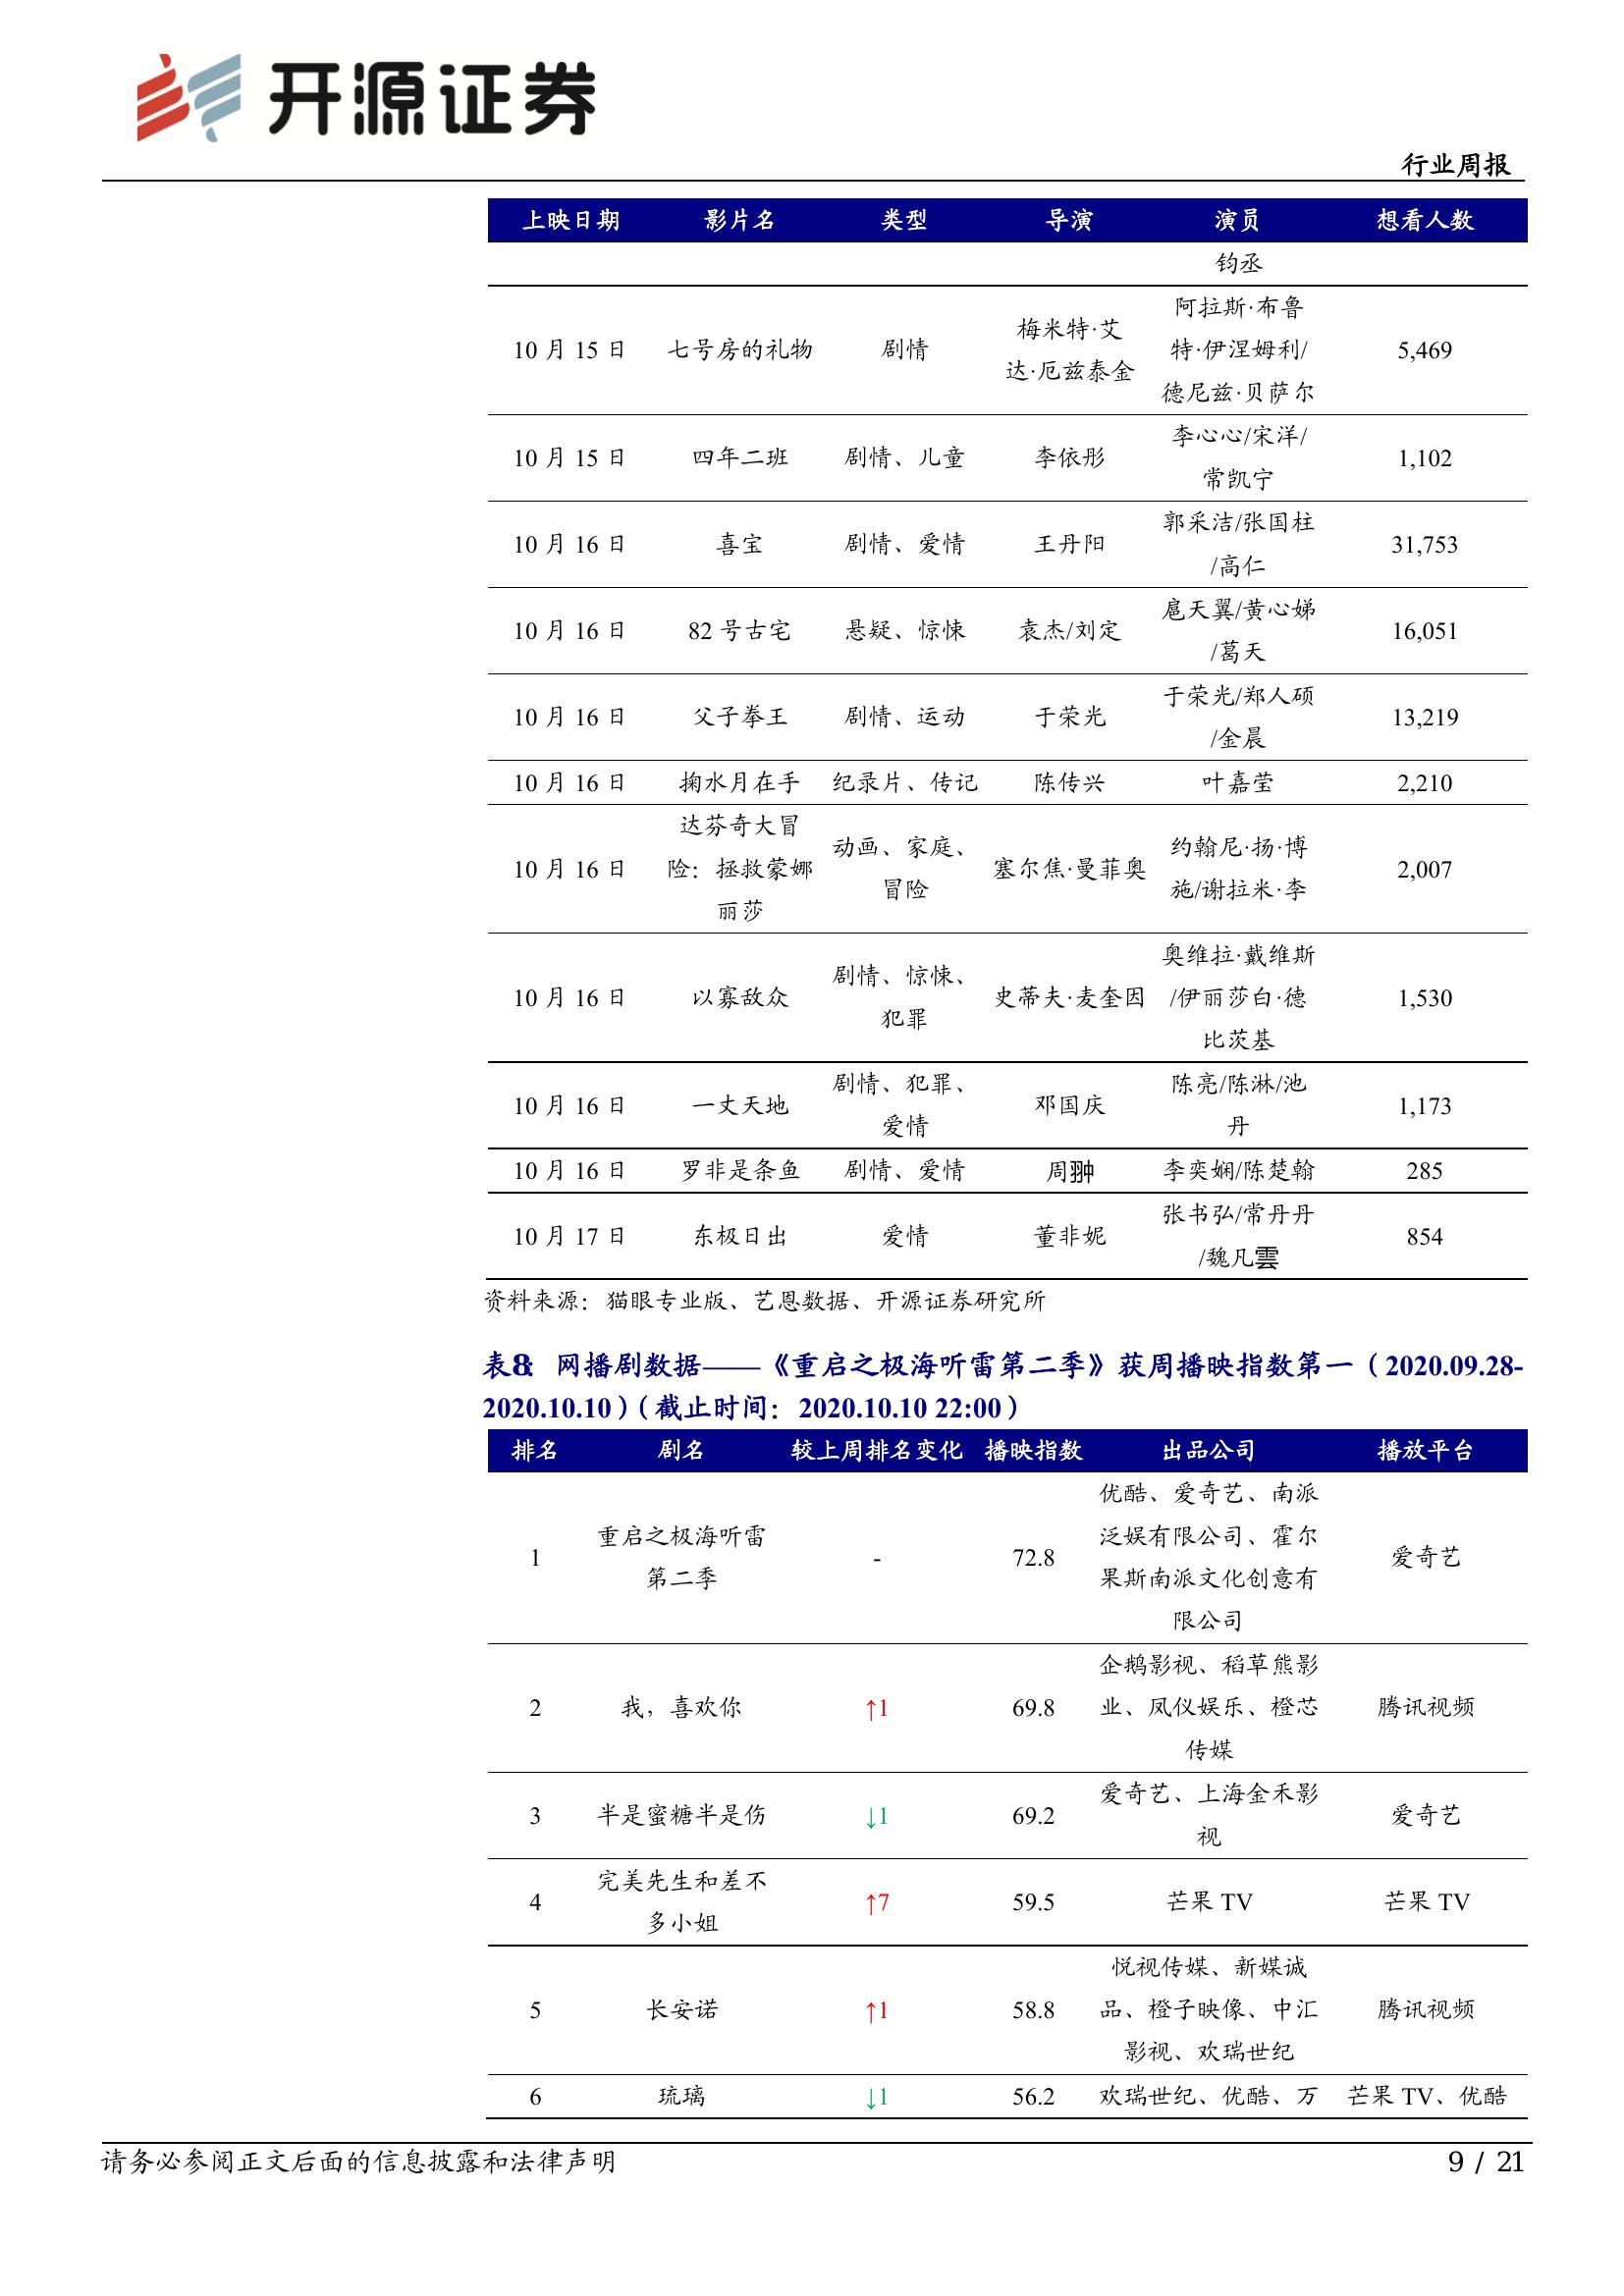 开源证券
行业周报
上映日期 影片名 类型 导演 演员 想看人数
钧丞
10 月 15 日 七号房的礼物 剧情 梅米特·艾达·厄兹泰金 阿拉斯·布鲁特·伊涅姆利/德尼兹·贝萨尔 5,469
10 月 15 日 四年二班 剧情、儿童 李依彤 李心心/宋洋/常凯宁 1,102
10 月 16 日 喜宝 剧情、爱情 王丹阳 郭采洁/张国柱/高仁 31,753
10 月 16 日 82 号古宅 悬疑、惊悚 袁杰/刘定 扈天翼/黄心娣/葛天 16,051
10 月 16 日 父子拳王 剧情、运动 于荣光 于荣光/郑人硕/金晨 13,219
10 月 16 日 掬水月在手 纪录片、传记 陈传兴 叶嘉莹 2,210
10 月 16 日 达芬奇大冒险：拯救蒙娜丽莎 动画、家庭、冒险 塞尔焦·曼菲奥 约翰尼·扬·博施/谢拉米·李 2,007
10 月 16 日 以寡敌众 剧情、惊悚、犯罪 史蒂夫·麦奎因 奥维拉·戴维斯/伊丽莎白·德比茨基 1,530
10 月 16 日 一丈天地 剧情、犯罪、爱情 邓国庆 陈亮/陈淋/池丹 1,173
10 月 16 日 罗非是条鱼 剧情、爱情 周翀 李奕娴/陈楚翰 285
10 月 17 日 东极日出 爱情 董非妮 张书弘/常丹丹/魏凡雲 854
资料来源：猫眼专业版、艺恩数据、开源证券研究所
表8： 网播剧数据——《重启之极海听雷第二季》获周播映指数第一（2020.09.28-
2020.10.10）（截止时间：2020.10.10 22:00）
排名 剧名 较上周排名变化 播映指数 出品公司 播放平台
1 重启之极海听雷第二季 - 72.8 优酷、爱奇艺、南派泛娱有限公司、霍尔果斯南派文化创意有限公司 爱奇艺
2 我，喜欢你 ↑1 69.8 企鹅影视、稻草熊影业、凤仪娱乐、橙芯传媒 腾讯视频
3 半是蜜糖半是伤 ↓1 69.2 爱奇艺、上海金禾影视 爱奇艺
4 完美先生和差不多小姐 ↑7 59.5 芒果 TV 芒果 TV
5 长安诺 ↑1 58.8 悦视传媒、新媒诚品、橙子映像、中汇影视、欢瑞世纪 腾讯视频
6 琉璃 ↓1 56.2 欢瑞世纪、优酷、万 芒果 TV、优酷
请务必参阅正文后面的信息披露和法律声明
9 / 21